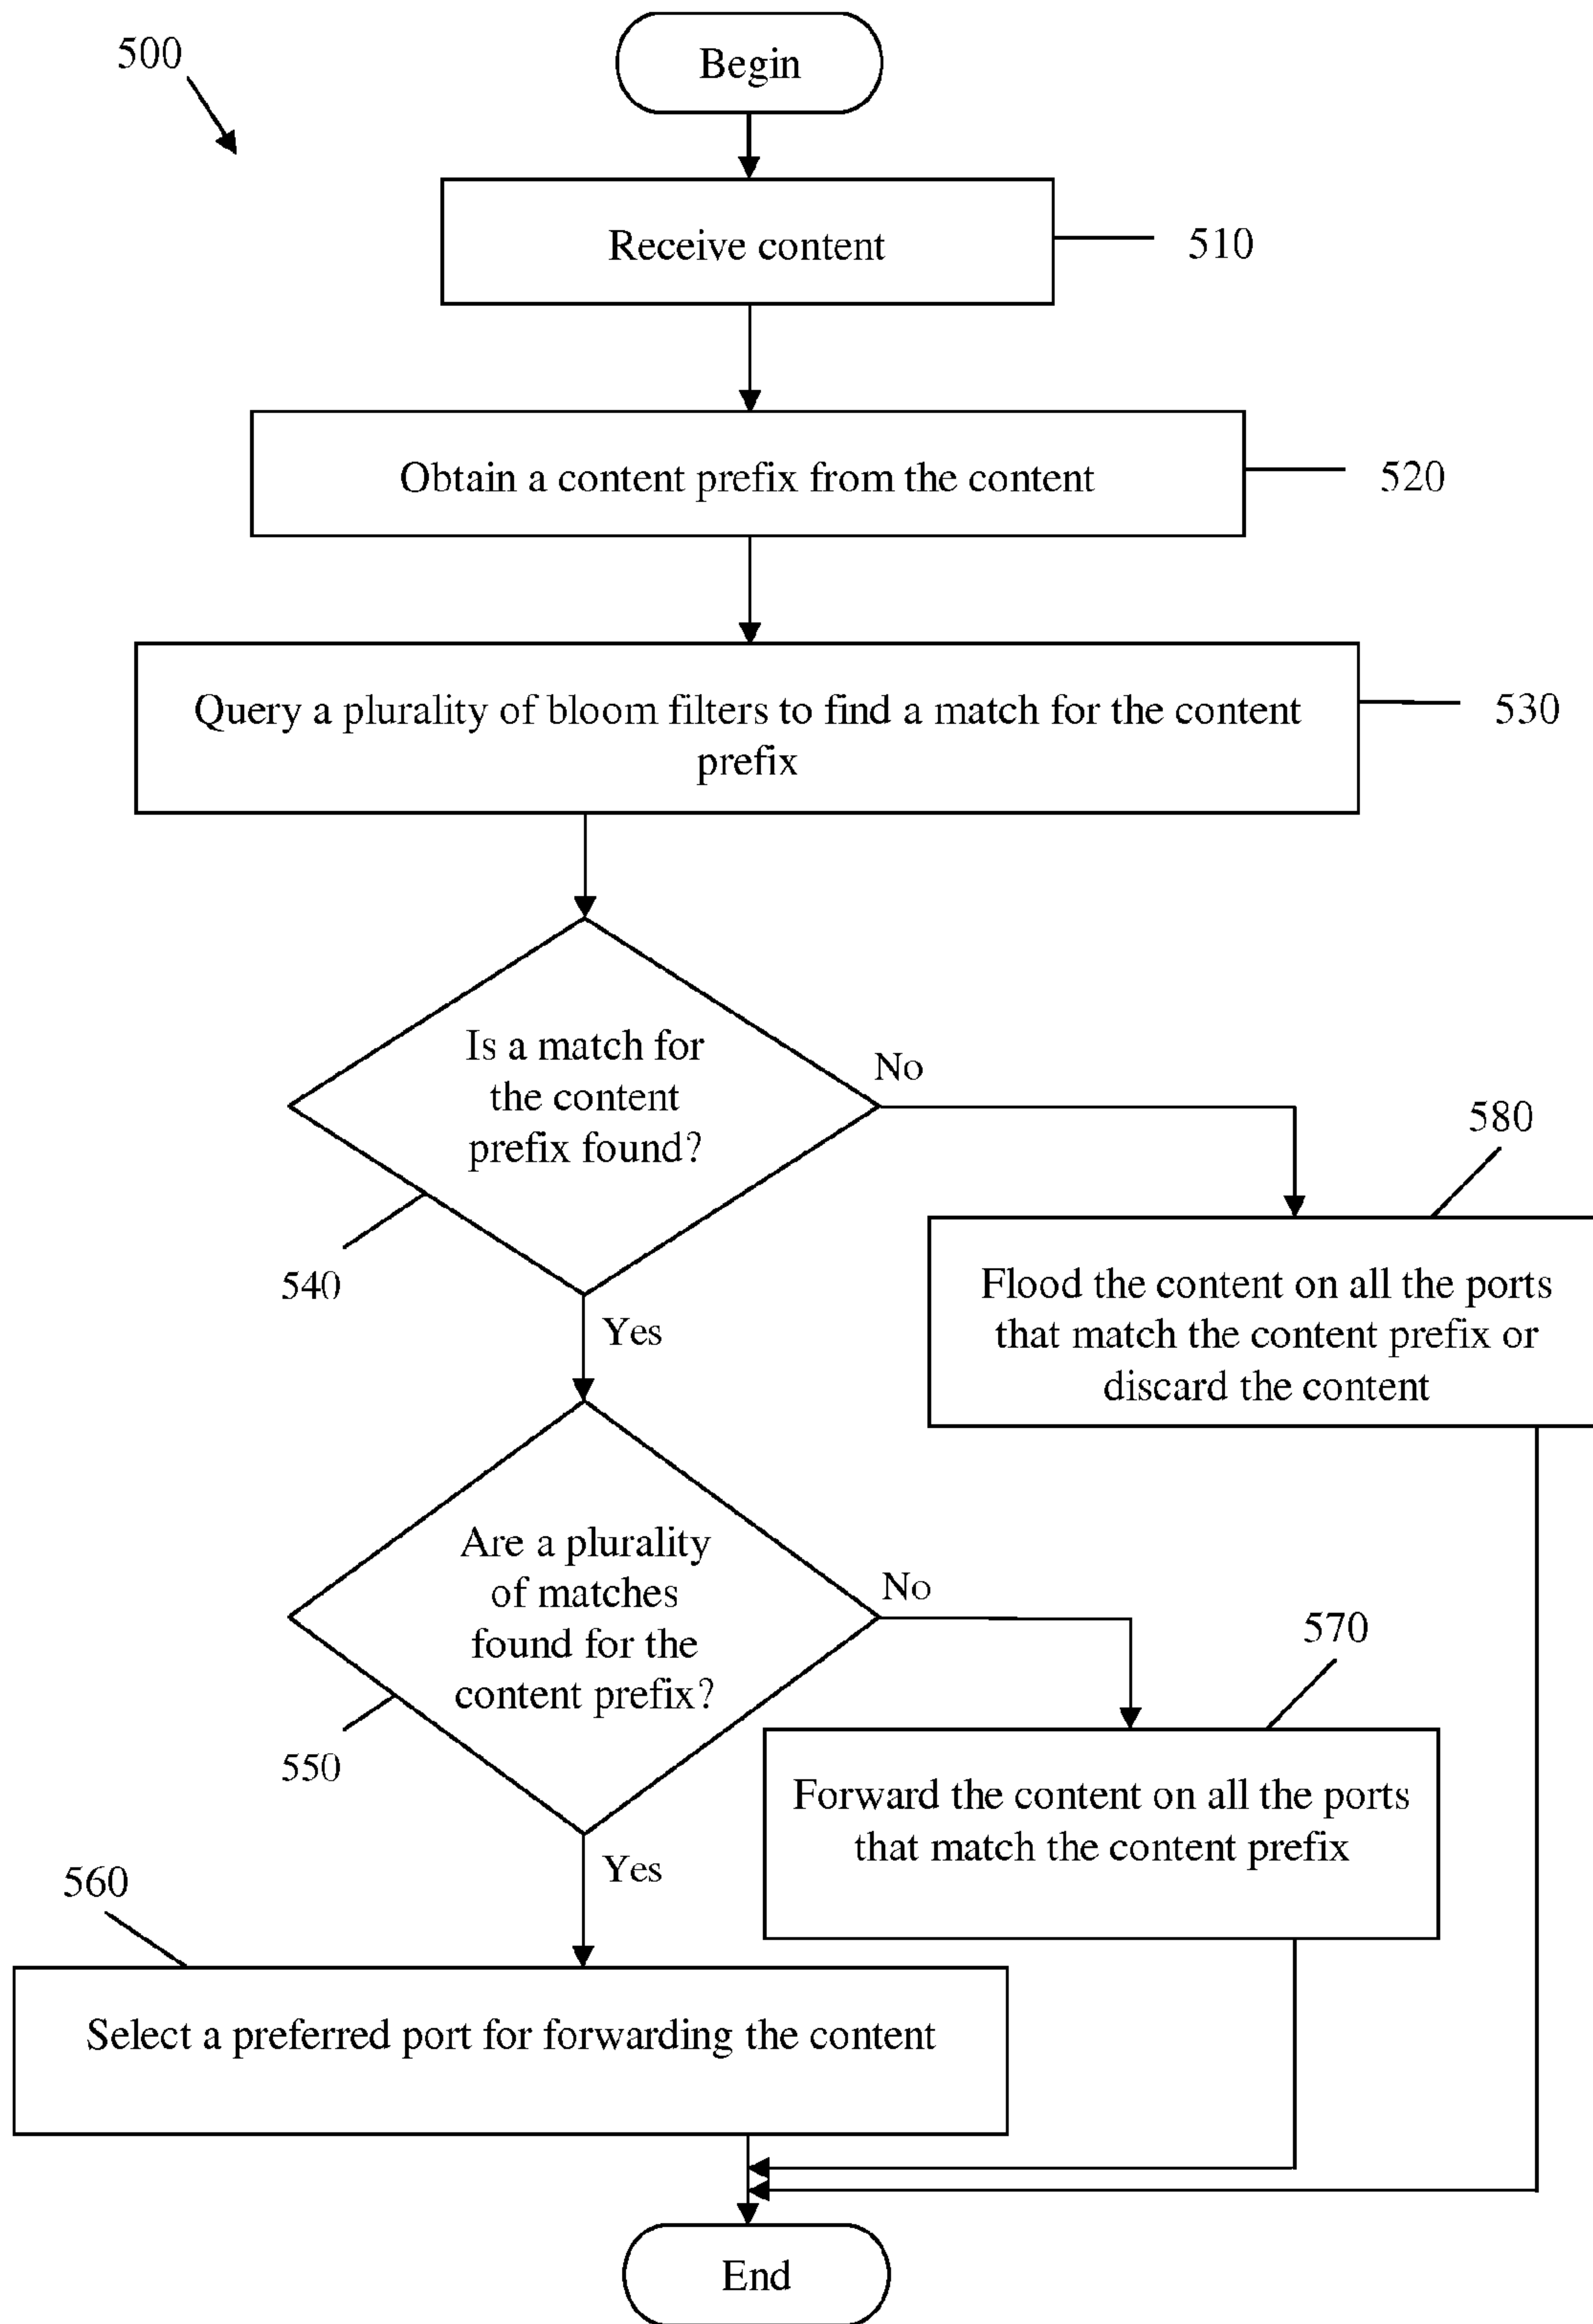 500
Begin
Receive content
510
Obtain a content prefix from the content
520
Query a plurality of bloom filters to find a match for the content
prefix
530
Is a match for
the content
prefix found?
No
540
Yes
580
Flood the content on all the ports
that match the content prefix or
discard the content
Are a plurality
of matches
found for the
content prefix?
No
550
Yes
570
Forward the content on all the ports
that match the content prefix
560
Select a preferred port for forwarding the content
End